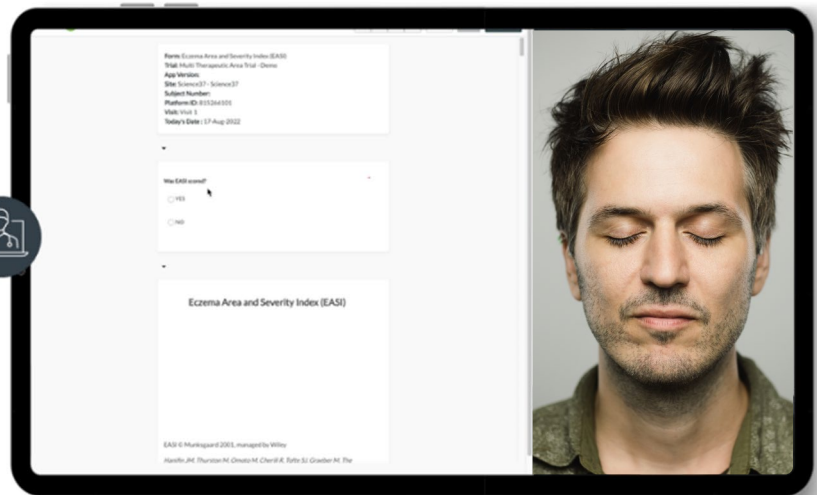 Form: Eczema Area and Severity Index (EASI)
Trial: Multi Therapeutic Area Trial - Demo
App Version:
Site: Science37 - Science37
Subject Number:
Platform ID: 815266101
Visit: Visit 1
Today's Date : 17-Aug-2022
Was EASI scored?
YES
NO
Eczema Area and Severity Index (EASI)
EASI © Munksgaard 2001, managed by Wiley
Hanifin JM, Thurston M, Omoto M, Cherill R, Tofte SJ, Graeber M. The